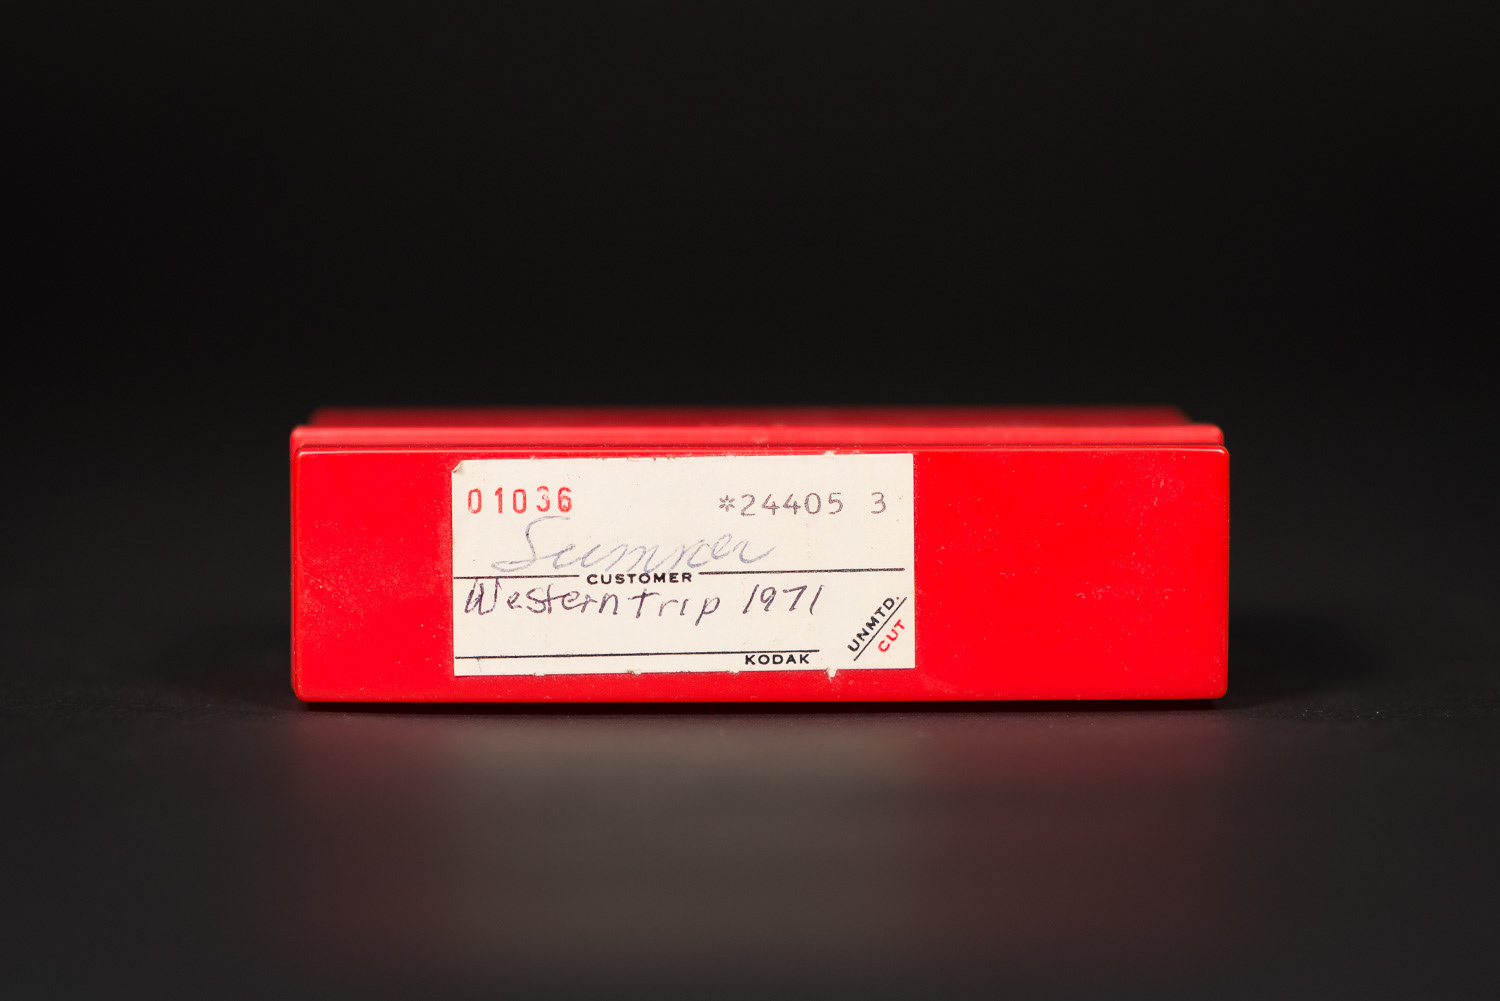 01036 *24405 3
Sumner
CUSTOMER
Western trip 1971
KODAK
UNMTD.
CUT